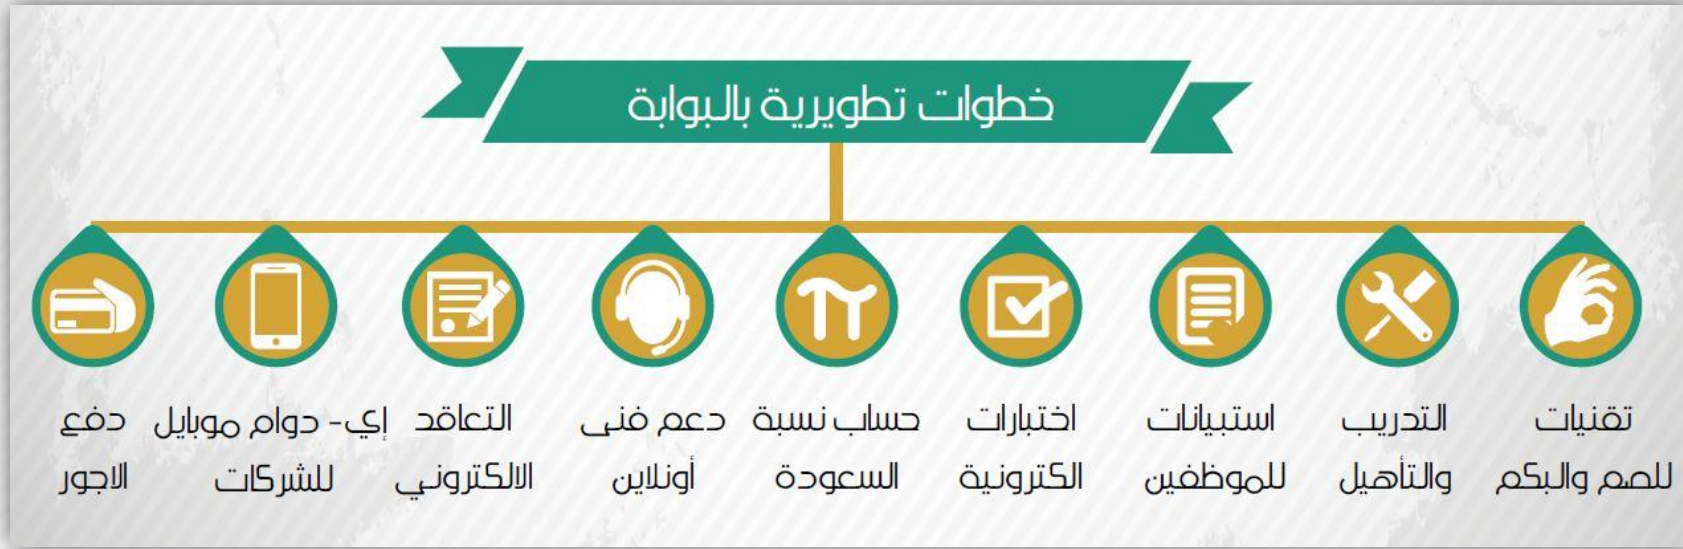 خطوات تطويرية بالبوابة
تقنيات
للصم والبكم
التدريب
والتأهيل
استبيانات
للموظفين
اختبارات
الكترونية
حساب نسبة
السعودة
دعم فنى
أونلاين
التعاقد
الالكتروني
إي- دوام موبايل
للشركات
دفع
الاجور